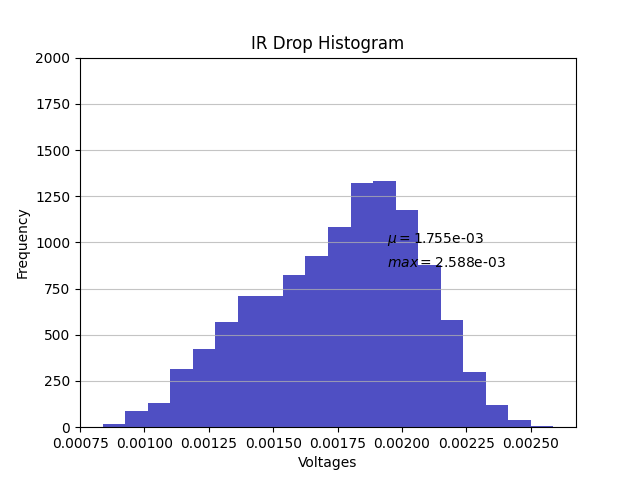 IR Drop Histogram
2000
1750
1500
1250
1000
750
500
250
0
Frequency
μ = 1.755e-03
max = 2.588e-03
0.00075 0.00100 0.00125 0.00150 0.00175 0.00200 0.00225 0.00250
Voltages